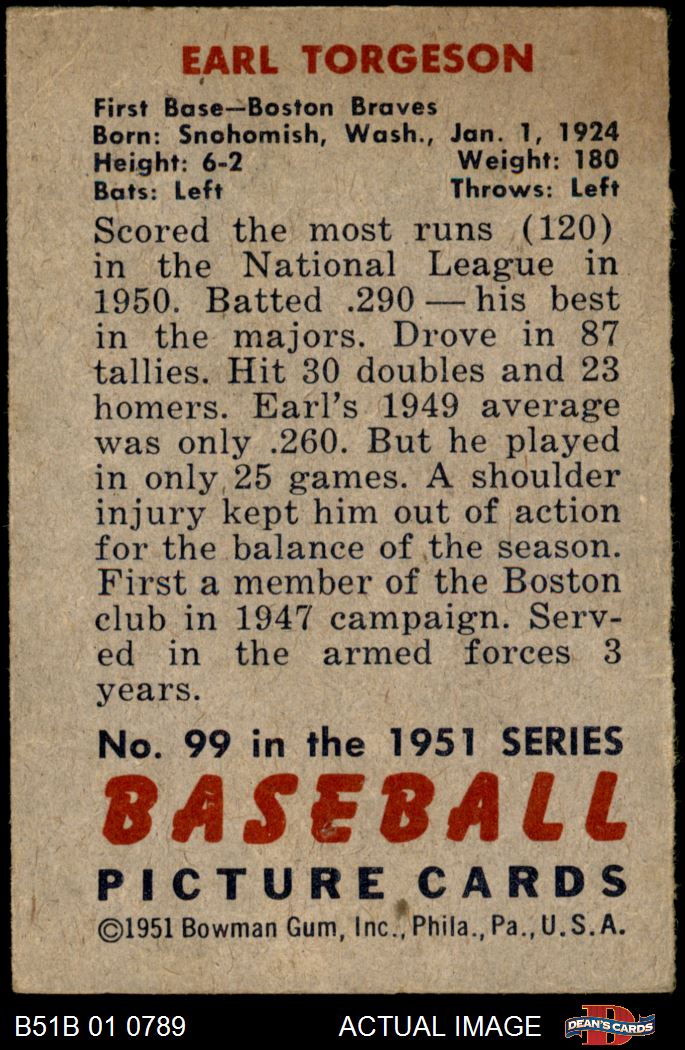 EARL TORGESON
First Base—Boston Braves
Born: Snohomish, Wash., Jan. 1, 1924
Height: 6-2 Weight: 180
Bats: Left Throws: Left
Scored the most runs (120)
in the National League in
1950. Batted .290 — his best
in the majors. Drove in 87
tallies. Hit 30 doubles and 23
homers. Earl's 1949 average
was only .260. But he played
in only 25 games. A shoulder
injury kept him out of action
for the balance of the season.
First a member of the Boston
club in 1947 campaign. Serv-
ed in the armed forces 3
years.
No. 99 in the 1951 SERIES
BASEBALL
PICTURE CARDS
©1951 Bowman Gum, Inc., Phila., Pa., U.S.A.
B51B 01 0789 ACTUAL IMAGE D DEAN'S CARDS